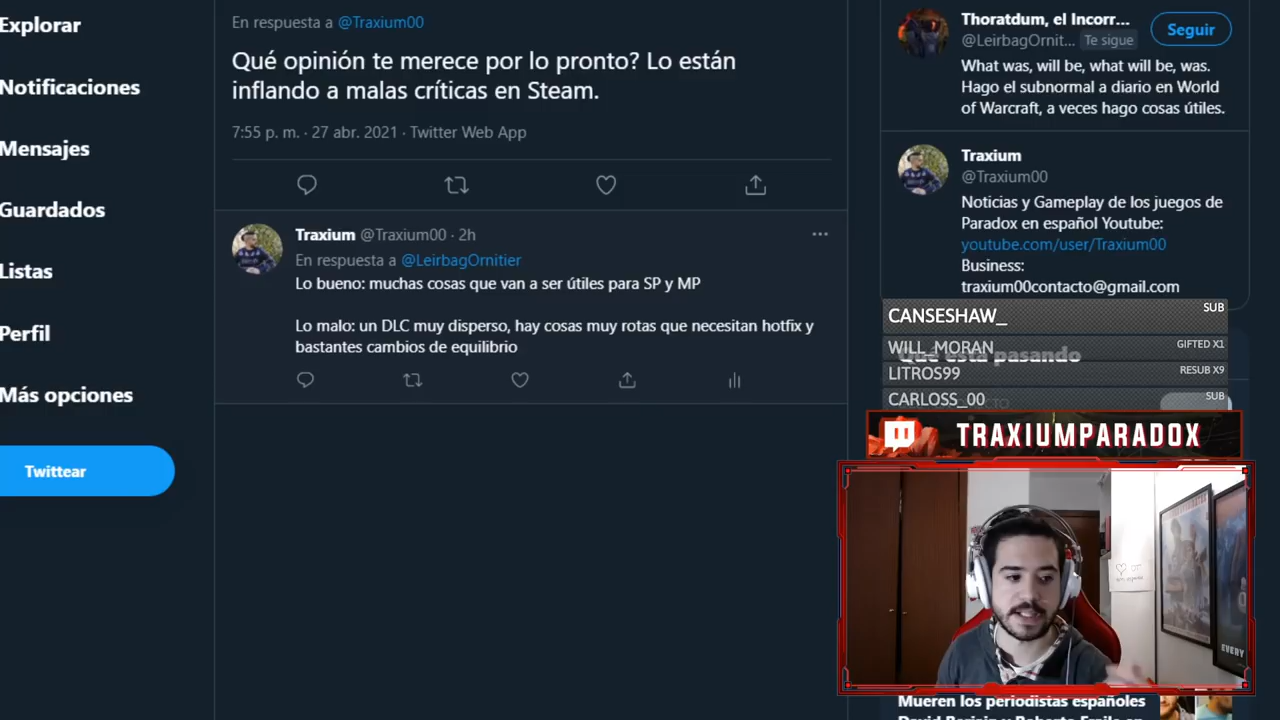 Explorar
Notificaciones
Mensajes
Guardados
Listas
Perfil
Más opciones
Twittear
En respuesta a @Traxium00
Qué opinión te merece por lo pronto? Lo están
inflando a malas críticas en Steam.
7:55 p. m. · 27 abr. 2021 · Twitter Web App
Traxium @Traxium00 · 2h
En respuesta a @LeirbagOrnitier
Lo bueno: muchas cosas que van a ser útiles para SP y MP
Lo malo: un DLC muy disperso, hay cosas muy rotas que necesitan hotfix y
bastantes cambios de equilibrio
Thoratdum, el Incorr...
Seguir
@LeirbagOrnit... Te sigue
What was, will be, what will be, was.
Hago el subnormal a diario en World
of Warcraft, a veces hago cosas útiles.
Traxium
@Traxium00
Noticias y Gameplay de los juegos de
Paradox en español Youtube:
youtube.com/user/Traxium00
Business:
traxium00contacto@gmail.com
CANSESHAW_ SUB
WILL_MORAN GIFTED X1
Qué está pasando
LITROS99 RESUB X9
CARLOSS_00 SUB
TRAXIUMPARADOX
EVERY
Mueren los periodistas españoles